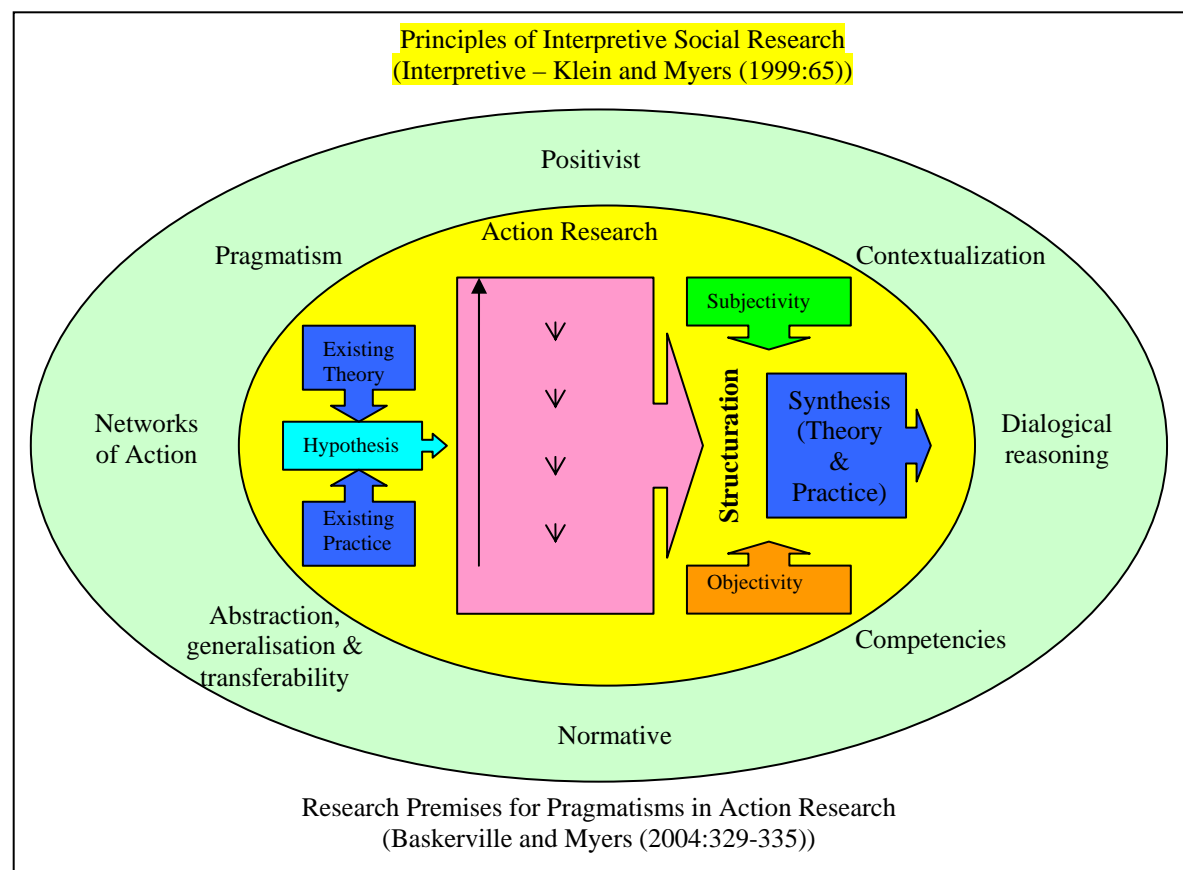 Principles of Interpretive Social Research
(Interpretive – Klein and Myers (1999:65))
Positivist
Action Research
Pragmatism
Contextualization
Subjectivity
Existing
Theory
Hypothesis
Existing
Practice
Structuration
Synthesis
(Theory
&
Practice)
Objectivity
Networks
of Action
Dialogical
reasoning
Abstraction,
generalisation &
transferability
Competencies
Normative
Research Premises for Pragmatisms in Action Research
(Baskerville and Myers (2004:329-335))